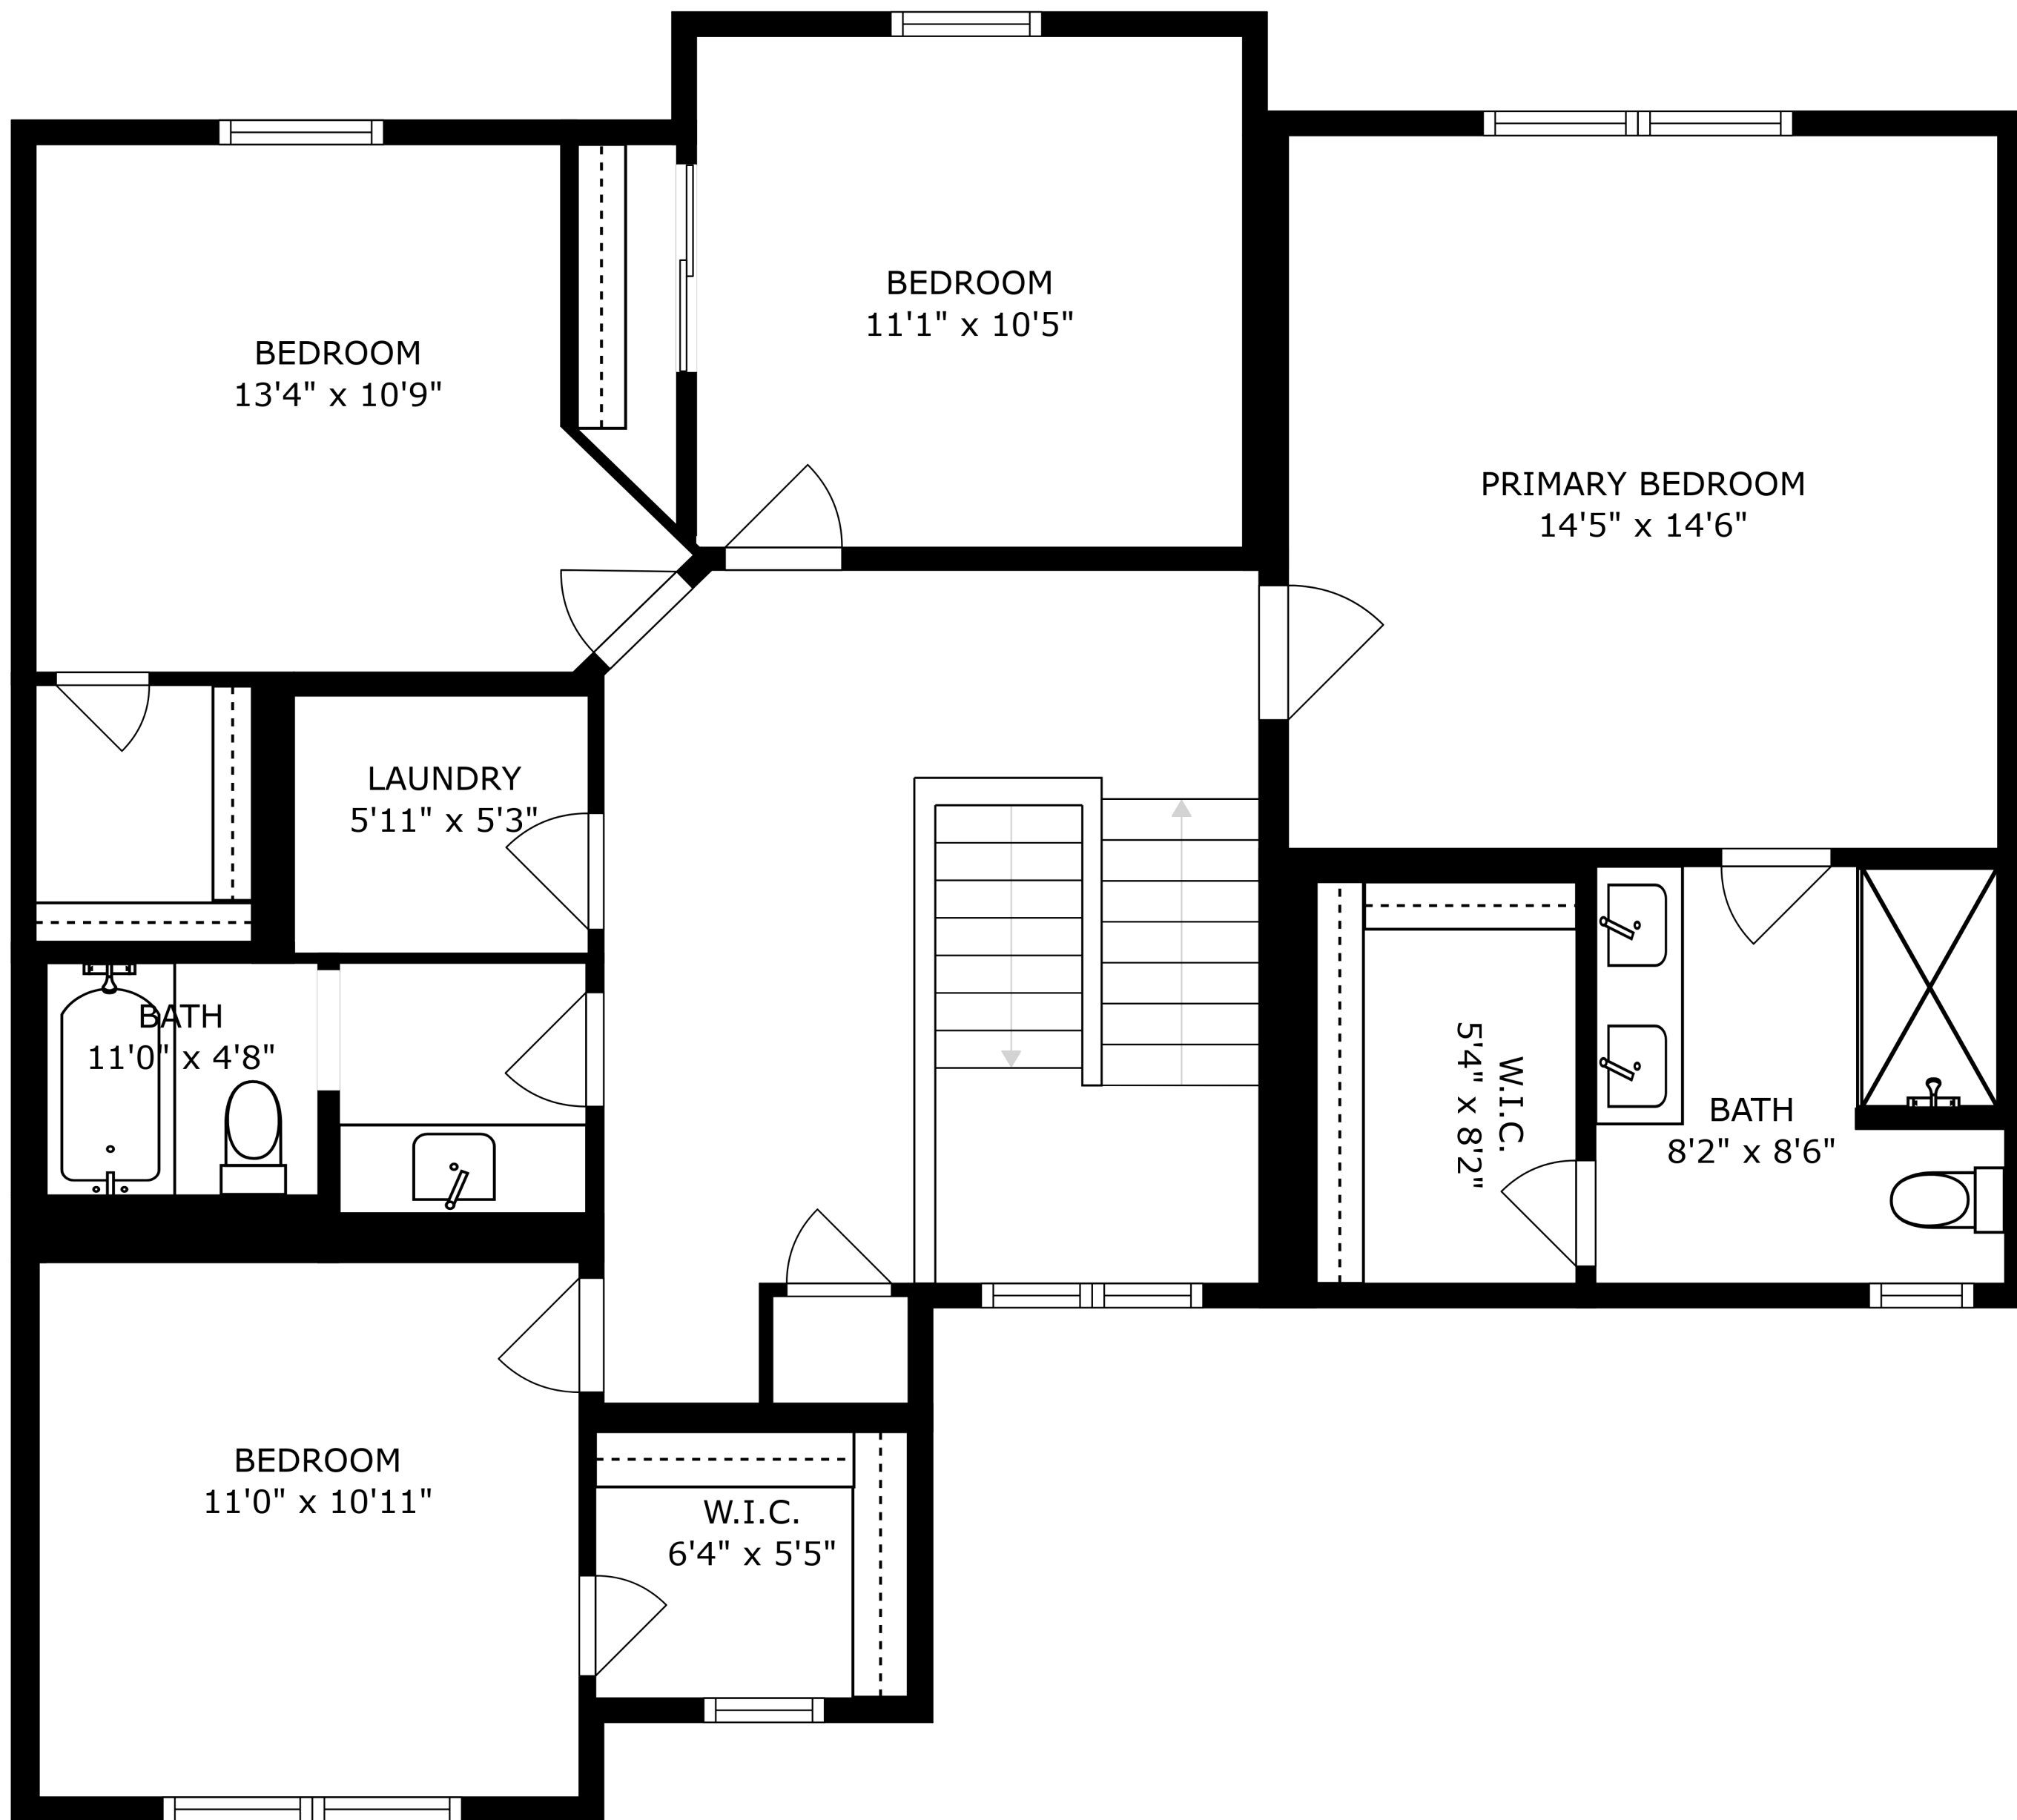 BEDROOM
11'1" x 10'5"
BEDROOM
13'4" x 10'9"
PRIMARY BEDROOM
14'5" x 14'6"
LAUNDRY
5'11" x 5'3"
BATH
11'0" x 4'8"
W.I.C.
5'4" x 8'2"
BATH
8'2" x 8'6"
BEDROOM
11'0" x 10'11"
W.I.C.
6'4" x 5'5"